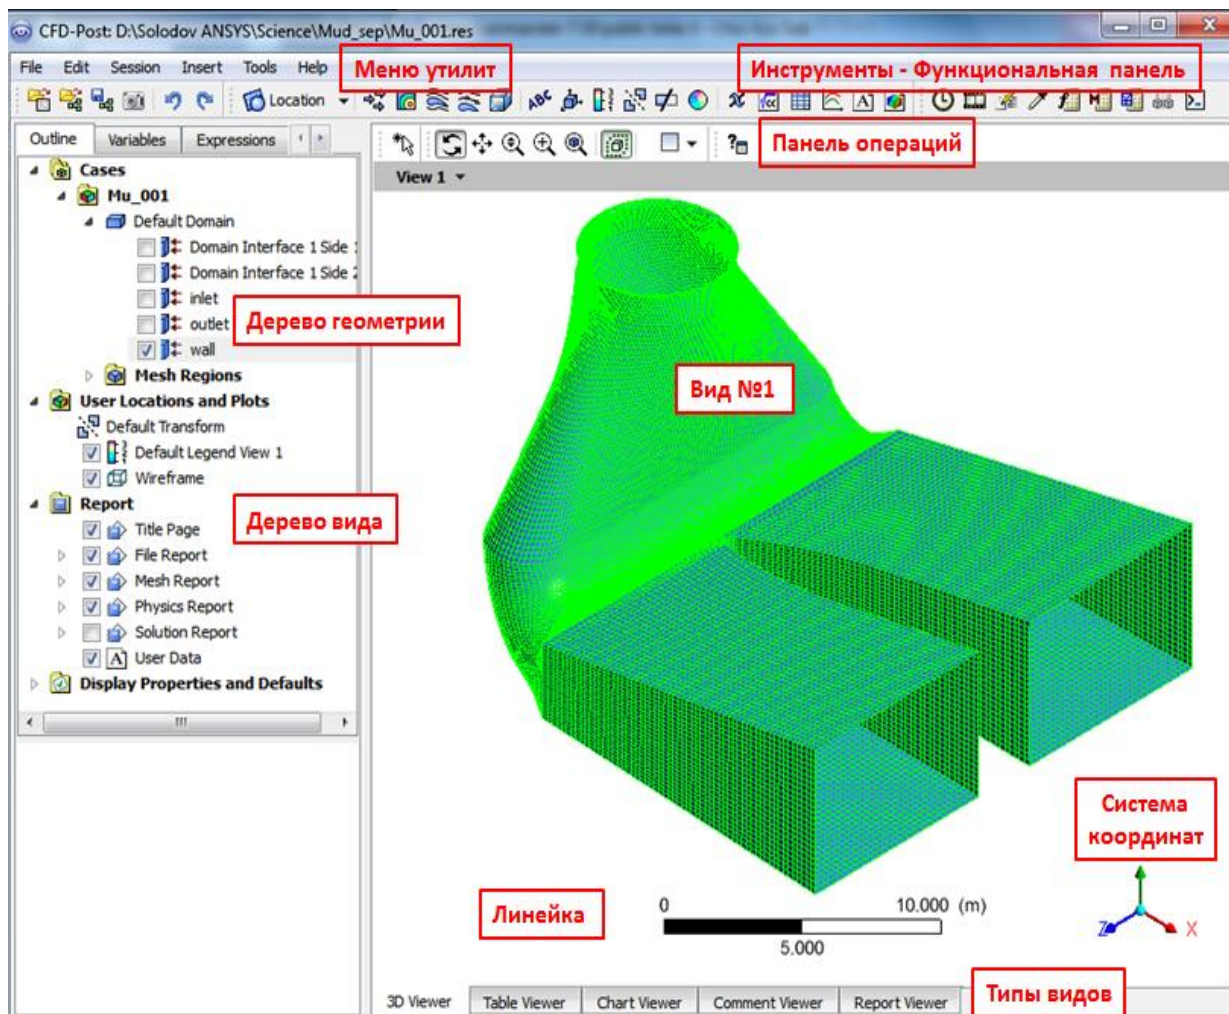 CFD-Post: D:\Solodov ANSYS\Science\Mud_sep\Mu_001.res
File Edit Session Insert Tools Help
Меню утилит
Инструменты - Функциональная панель
Location
Outline Variables Expressions
Панель операций
View 1
Cases
Mu_001
Default Domain
Domain Interface 1 Side 1
Domain Interface 1 Side 2
inlet
outlet
wall
Дерево геометрии
Mesh Regions
User Locations and Plots
Default Transform
Default Legend View 1
Wireframe
Report
Title Page
Дерево вида
File Report
Mesh Report
Physics Report
Solution Report
User Data
Display Properties and Defaults
Вид №1
Система
координат
Линейка
0 10.000 (m)
5.000
Z X
3D Viewer Table Viewer Chart Viewer Comment Viewer Report Viewer
Типы видов